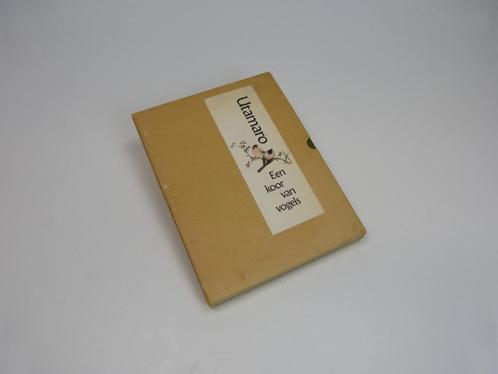 Utamaro
Een
koor
van
vogels